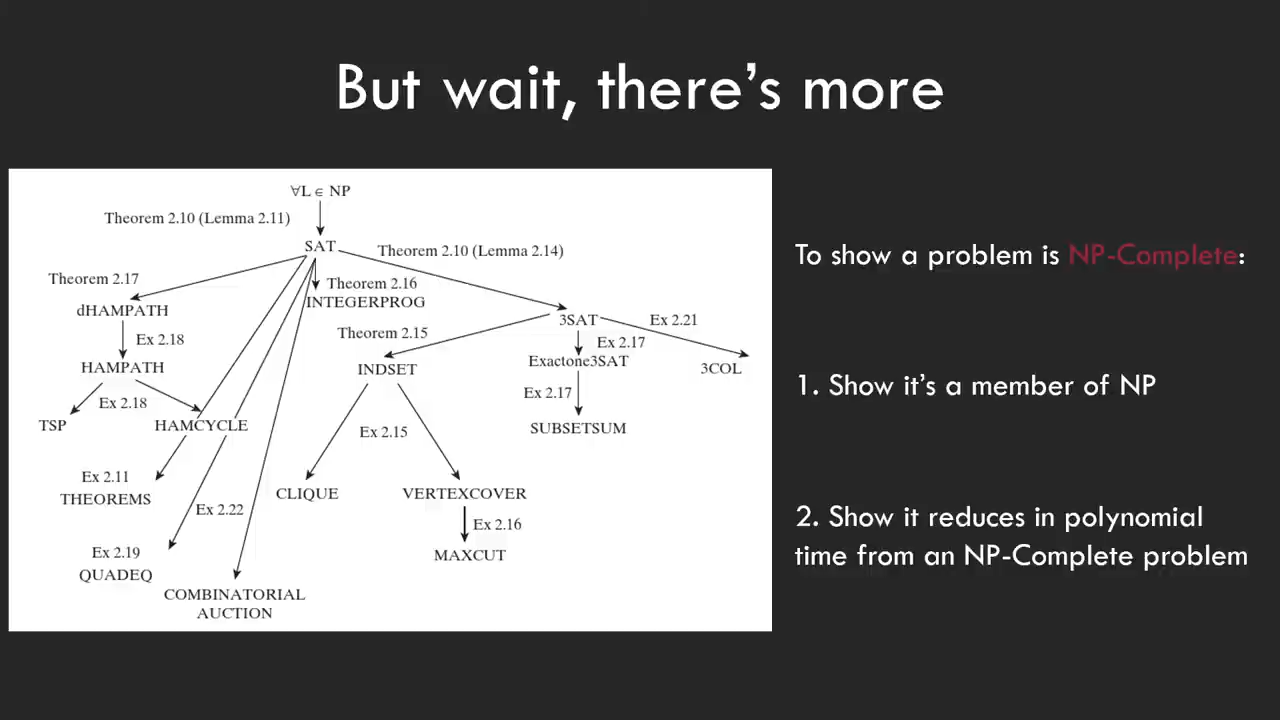 But wait, there's more
∀L ∈ NP
Theorem 2.10 (Lemma 2.11)
SAT
Theorem 2.10 (Lemma 2.14)
Theorem 2.17
Theorem 2.16
dHAMPATH
INTEGERPROG
3SAT
Ex 2.21
Theorem 2.15
Ex 2.18
Ex 2.17
HAMPATH
INDSET
Exactone3SAT
3COL
Ex 2.18
Ex 2.17
TSP
HAMCYCLE
Ex 2.15
SUBSETSUM
Ex 2.11
THEOREMS
CLIQUE
VERTEXCOVER
Ex 2.22
Ex 2.16
Ex 2.19
QUADEQ
MAXCUT
COMBINATORIAL
AUCTION
To show a problem is NP-Complete:
1. Show it's a member of NP
2. Show it reduces in polynomial
time from an NP-Complete problem